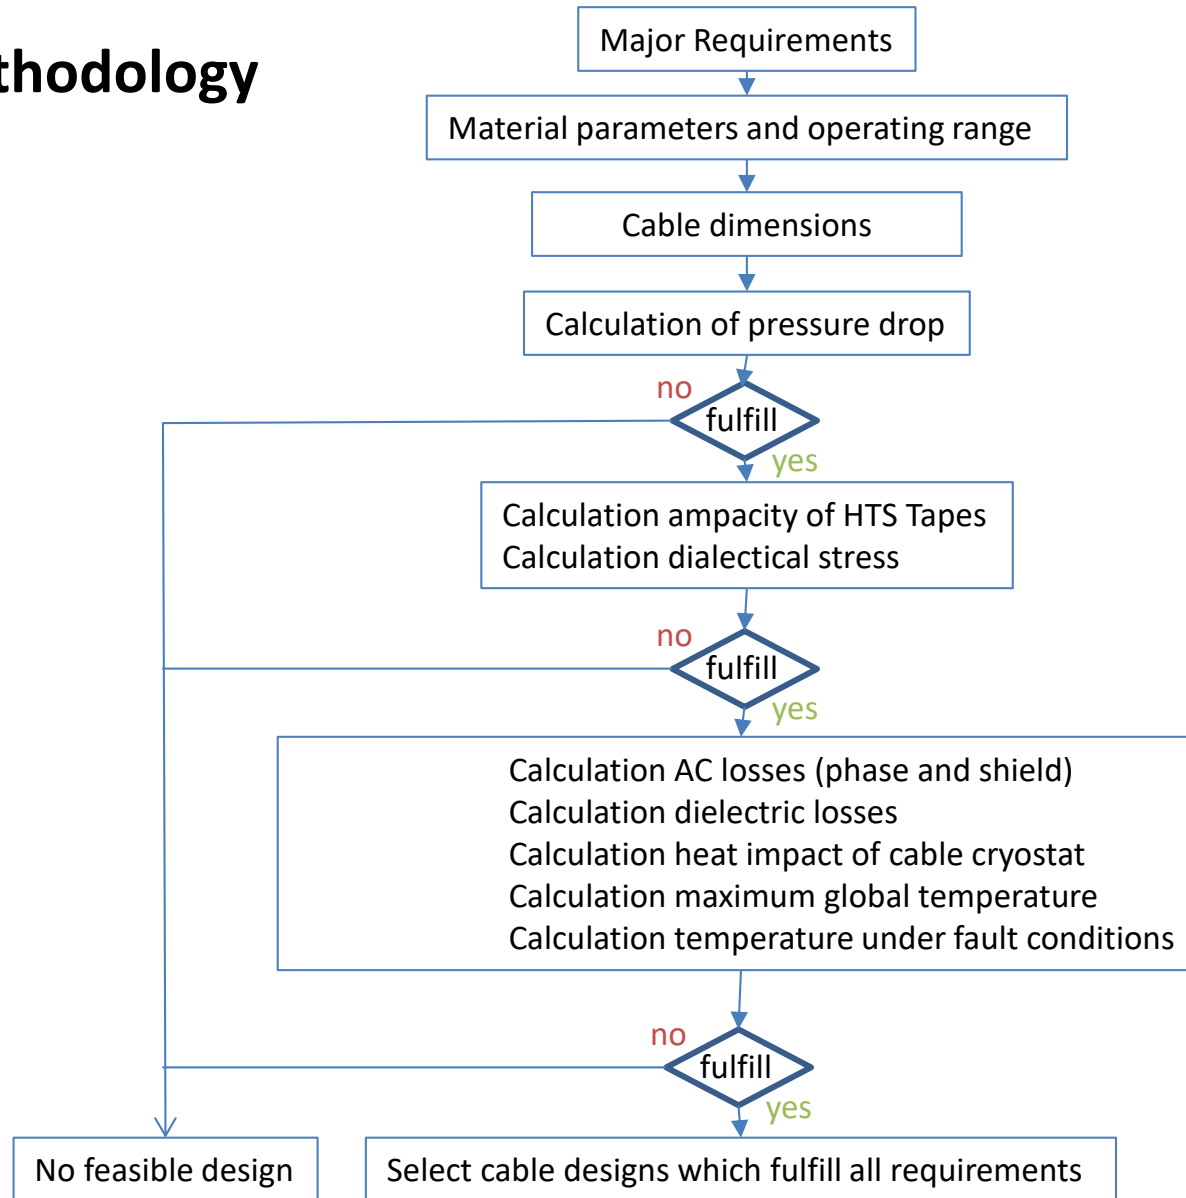 thodology
Major Requirements
Material parameters and operating range
Cable dimensions
Calculation of pressure drop
no
fulfill
yes
Calculation ampacity of HTS Tapes
Calculation dialectical stress
no
fulfill
yes
Calculation AC losses (phase and shield)
Calculation dielectric losses
Calculation heat impact of cable cryostat
Calculation maximum global temperature
Calculation temperature under fault conditions
no
fulfill
yes
No feasible design
Select cable designs which fulfill all requirements